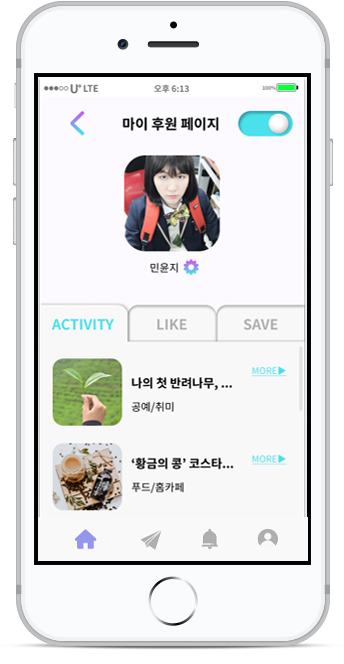 U+ LTE 오후 6:13 100%
마이 후원 페이지
민윤지
ACTIVITY LIKE SAVE
나의 첫 반려나무, ...
MORE▶
공예/취미
‘황금의 콩’ 코스타...
MORE▶
푸드/홈카페